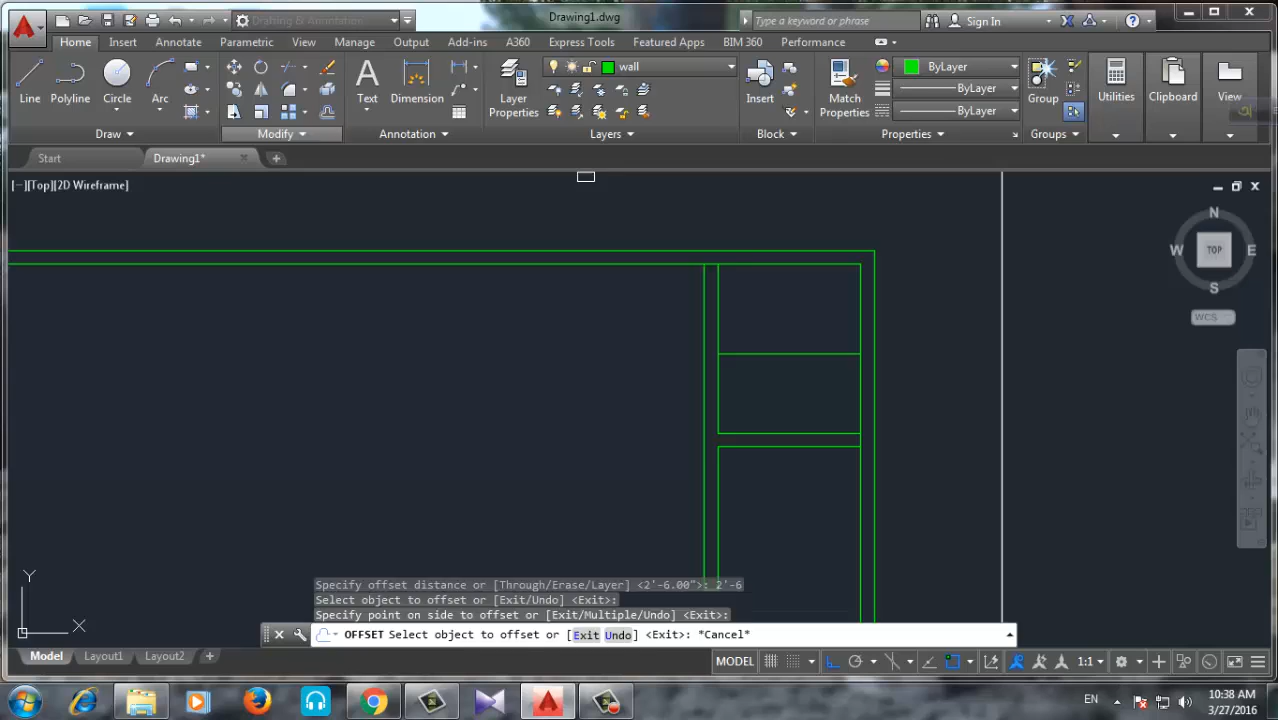 Drafting & Annotation
Drawing1.dwg
Type a keyword or phrase
Sign In
Home Insert Annotate Parametric View Manage Output Add-ins A360 Express Tools Featured Apps BIM 360 Performance
wall
ByLayer
ByLayer
ByLayer
Line Polyline Circle Arc
Text Dimension
Layer Properties
Insert
Match Properties
Group
Utilities
Clipboard
View
Draw Modify Annotation Layers Block Properties Groups
Start Drawing1*
[−][Top][2D Wireframe]
N
W TOP E
S
WCS
Y
X
Specify offset distance or [Through/Erase/Layer] <2'-6.00">: 2'-6
Select object to offset or [Exit/Undo] <Exit>:
Specify point on side to offset or [Exit/Multiple/Undo] <Exit>:
OFFSET Select object to offset or [Exit Undo] <Exit>: *Cancel*
Model Layout1 Layout2
MODEL 1:1
EN
10:38 AM
3/27/2016